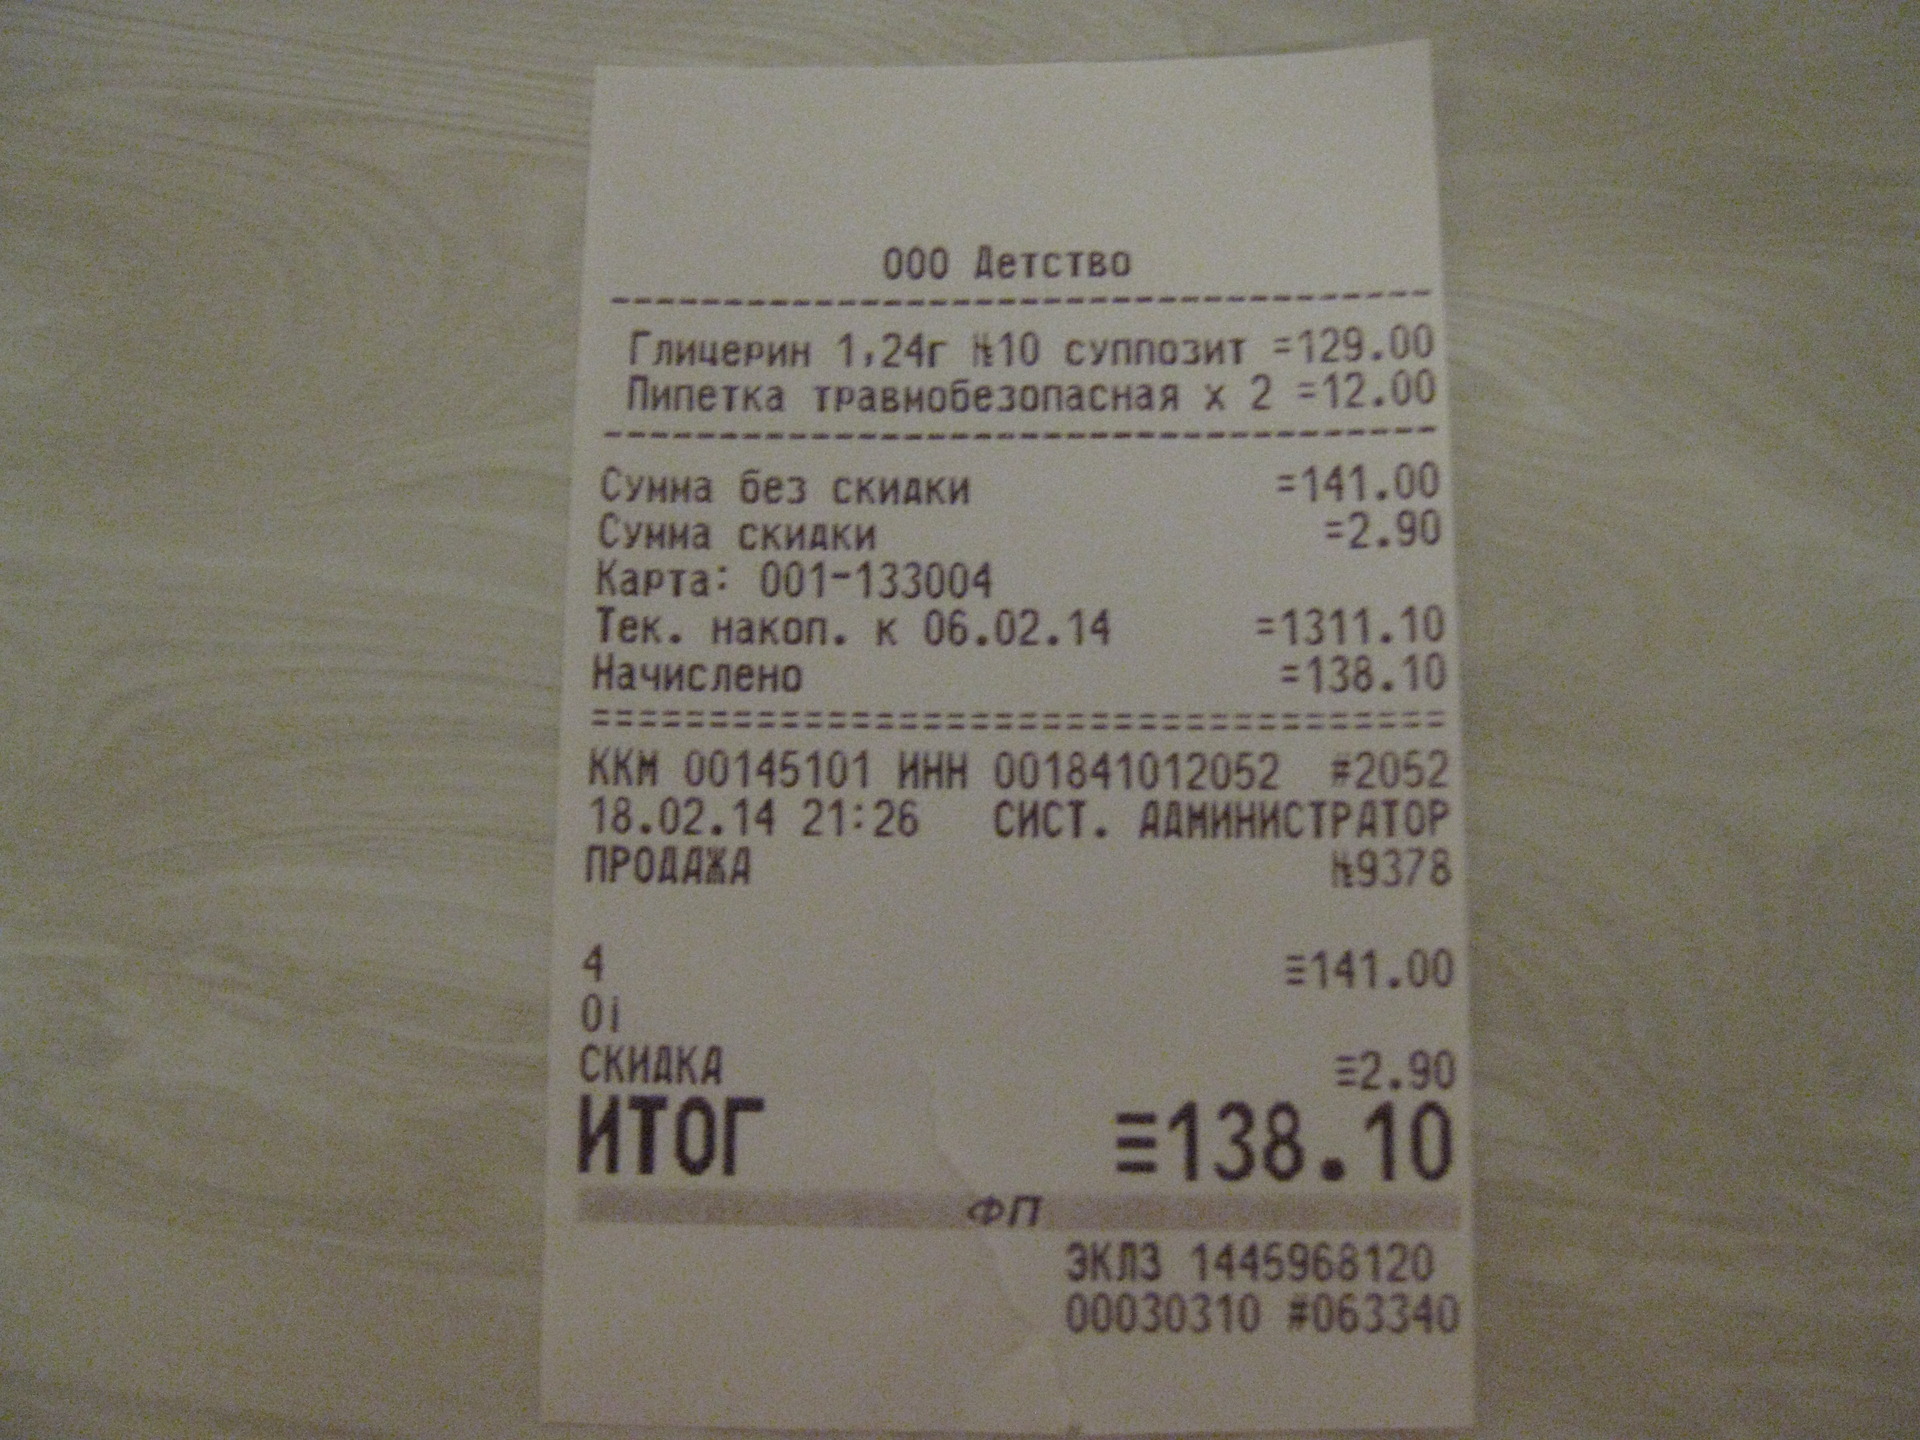 ООО Детство
Глицерин 1,24г №10 суппозит =129.00
Пипетка травмобезопасная x 2 =12.00
Сумма без скидки =141.00
Сумма скидки =2.90
Карта: 001-133004
Тек. накоп. к 06.02.14 =1311.10
Начислено =138.10
ККМ 00145101 ИНН 001841012052 #2052
18.02.14 21:26 СИСТ. АДМИНИСТРАТОР
ПРОДАЖА №9378
4 ≡141.00
0i
СКИДКА ≡2.90
ИТОГ ≡138.10
ФП
ЭКЛЗ 1445968120
00030310 #063340